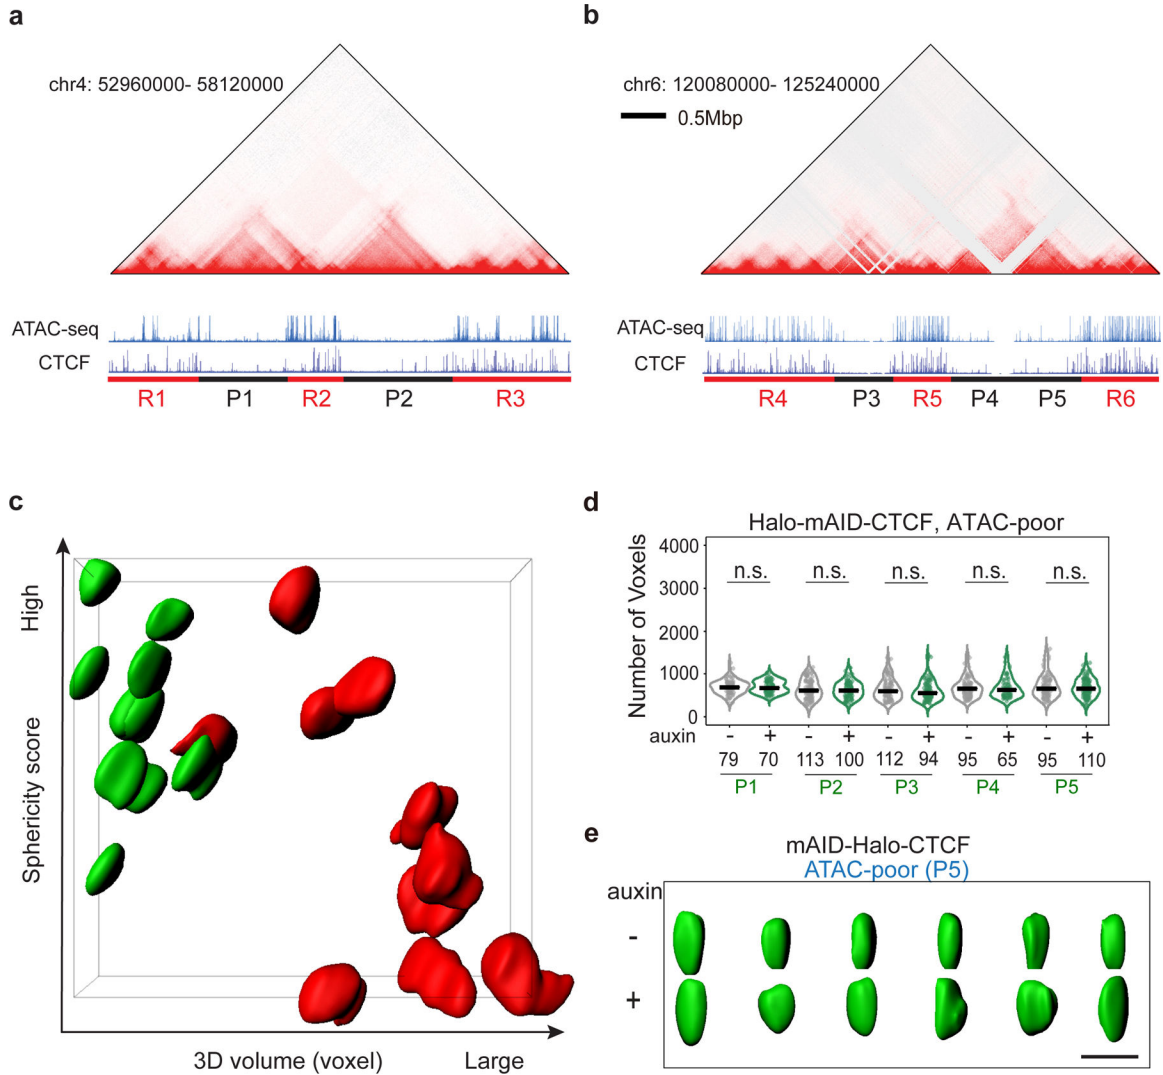 a
chr4: 52960000- 58120000
ATAC-seq
CTCF
R1 P1 R2 P2 R3
b
chr6: 120080000- 125240000
0.5Mbp
ATAC-seq
CTCF
R4 P3 R5 P4 P5 R6
c
High
Sphericity score
3D volume (voxel) Large
d
Halo-mAID-CTCF, ATAC-poor
Number of Voxels
4000
3000
2000
1000
0
n.s. n.s. n.s. n.s. n.s.
auxin - + - + - + - + - +
79 70 113 100 112 94 95 65 95 110
P1 P2 P3 P4 P5
e
mAID-Halo-CTCF
ATAC-poor (P5)
auxin
-
+